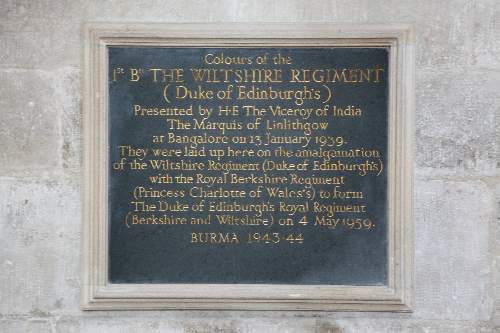 Colours of the
1st Bn THE WILTSHIRE REGIMENT
(Duke of Edinburgh's)
Presented by H·E The Viceroy of India
The Marquis of Linlithgow
at Bangalore on 13 January 1939.
They were laid up here on the amalgamation
of the Wiltshire Regiment (Duke of Edinburgh's)
with the Royal Berkshire Regiment
(Princess Charlotte of Wales's) to form
The Duke of Edinburgh's Royal Regiment
(Berkshire and Wiltshire) on 4 May 1959.
BURMA 1943-44